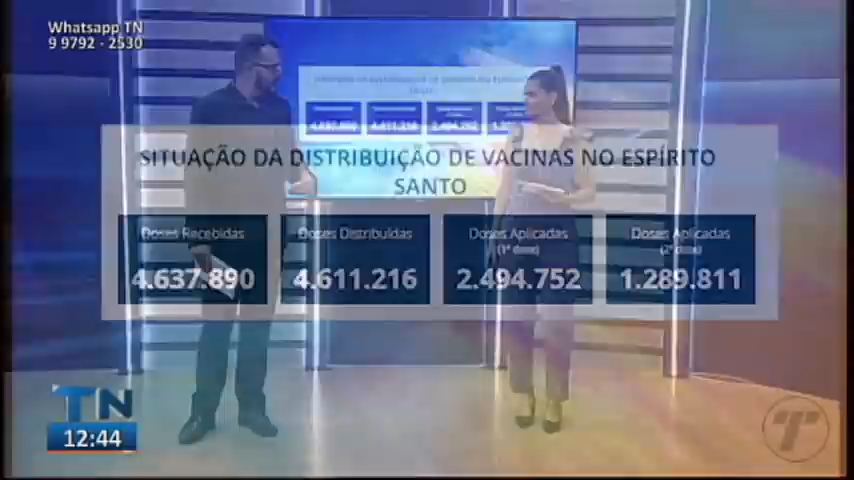 Whatsapp TN
9 9792 - 2530
SITUAÇÃO DA DISTRIBUIÇÃO DE VACINAS NO ESPÍRITO
SANTO
Doses Recebidas
4.637.890
Doses Distribuídas
4.611.216
Doses Aplicadas
(1ª dose)
2.494.752
Doses Aplicadas
(2ª dose)
1.289.811
TN
12:44